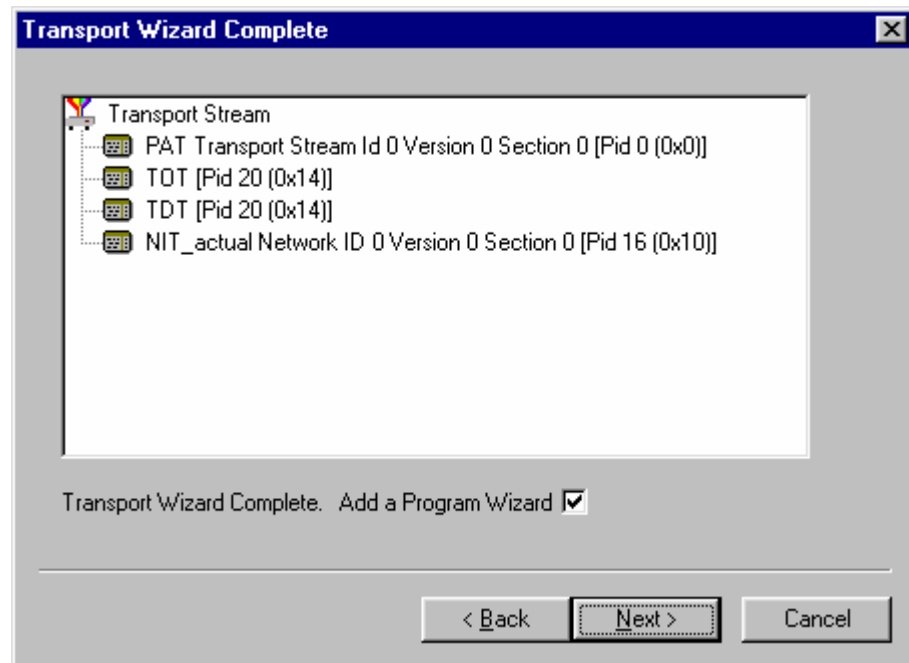 Transport Wizard Complete
Transport Stream
PAT Transport Stream Id 0 Version 0 Section 0 [Pid 0 (0x0)]
TOT [Pid 20 (0x14)]
TDT [Pid 20 (0x14)]
NIT_actual Network ID 0 Version 0 Section 0 [Pid 16 (0x10)]
Transport Wizard Complete. Add a Program Wizard
< Back Next > Cancel